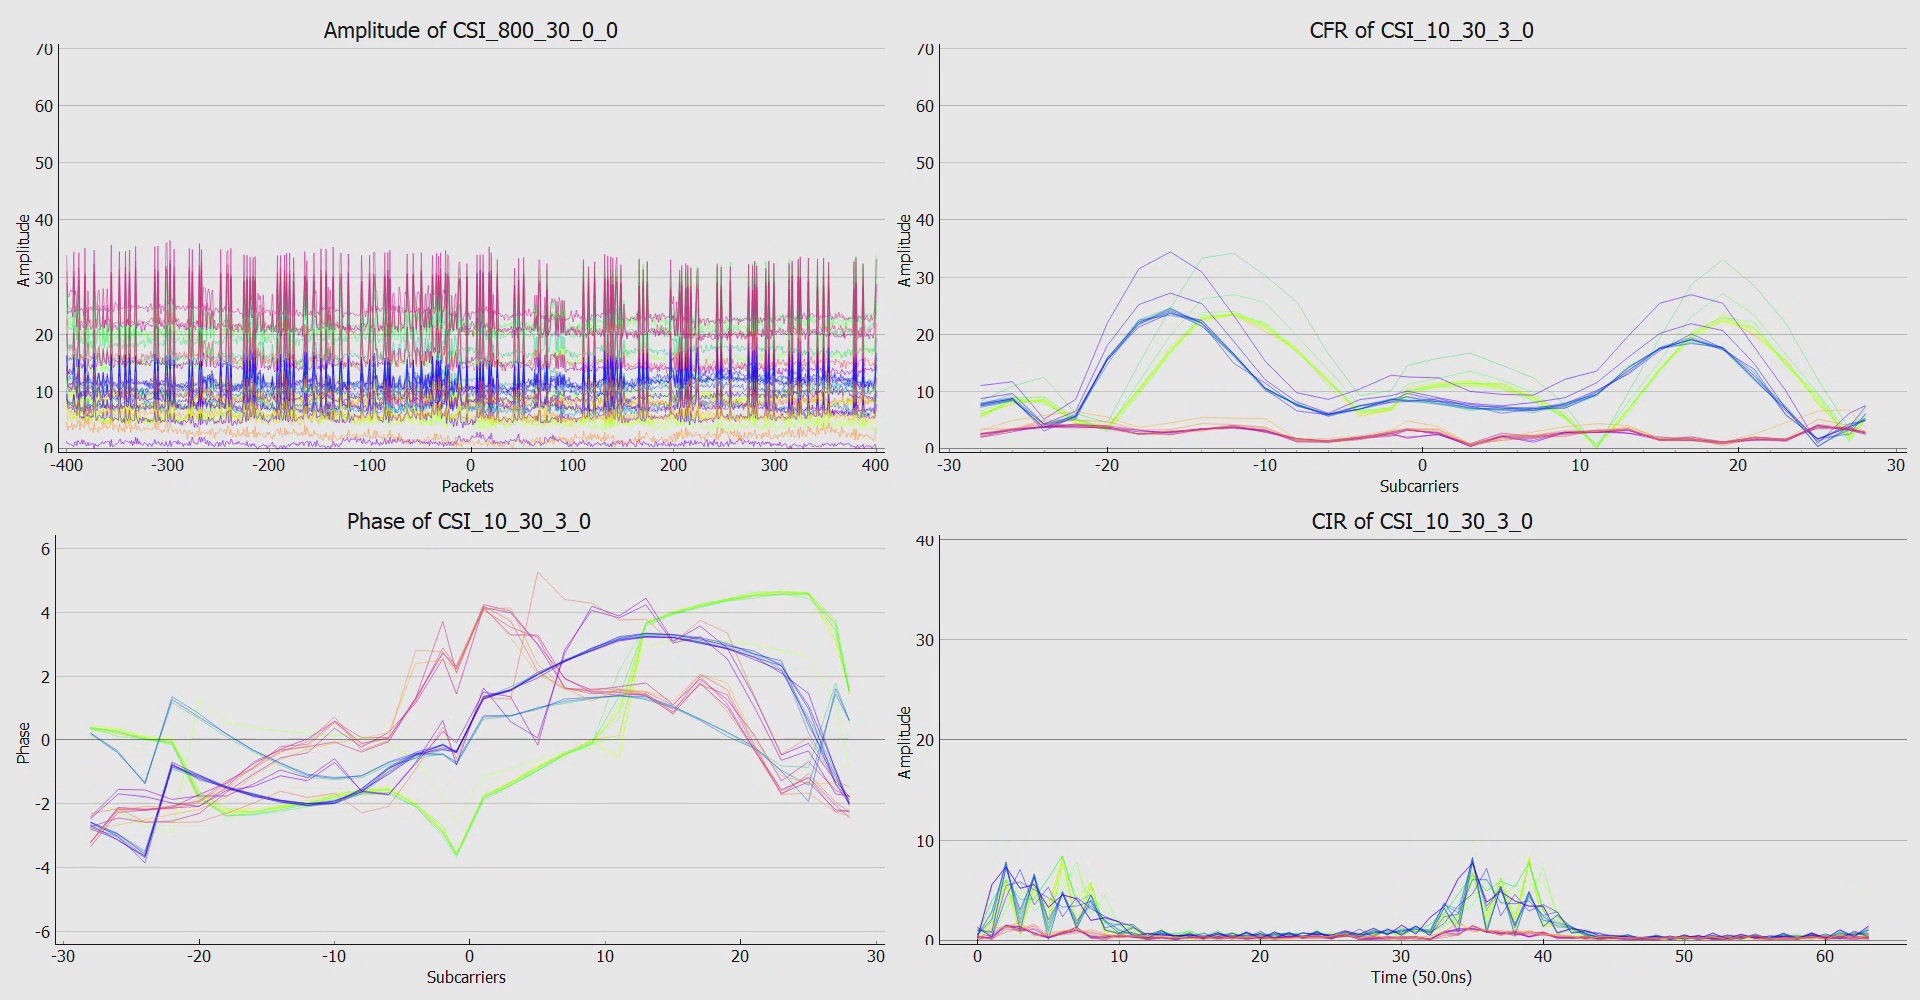 Amplitude of CSI_800_30_0_0
Amplitude
70
60
50
40
30
20
10
0
-400 -300 -200 -100 0 100 200 300 400
Packets
CFR of CSI_10_30_3_0
Amplitude
70
60
50
40
30
20
10
0
-30 -20 -10 0 10 20 30
Subcarriers
Phase of CSI_10_30_3_0
Phase
6
4
2
0
-2
-4
-6
-30 -20 -10 0 10 20 30
Subcarriers
CIR of CSI_10_30_3_0
Amplitude
40
30
20
10
0
0 10 20 30 40 50 60
Time (50.0ns)